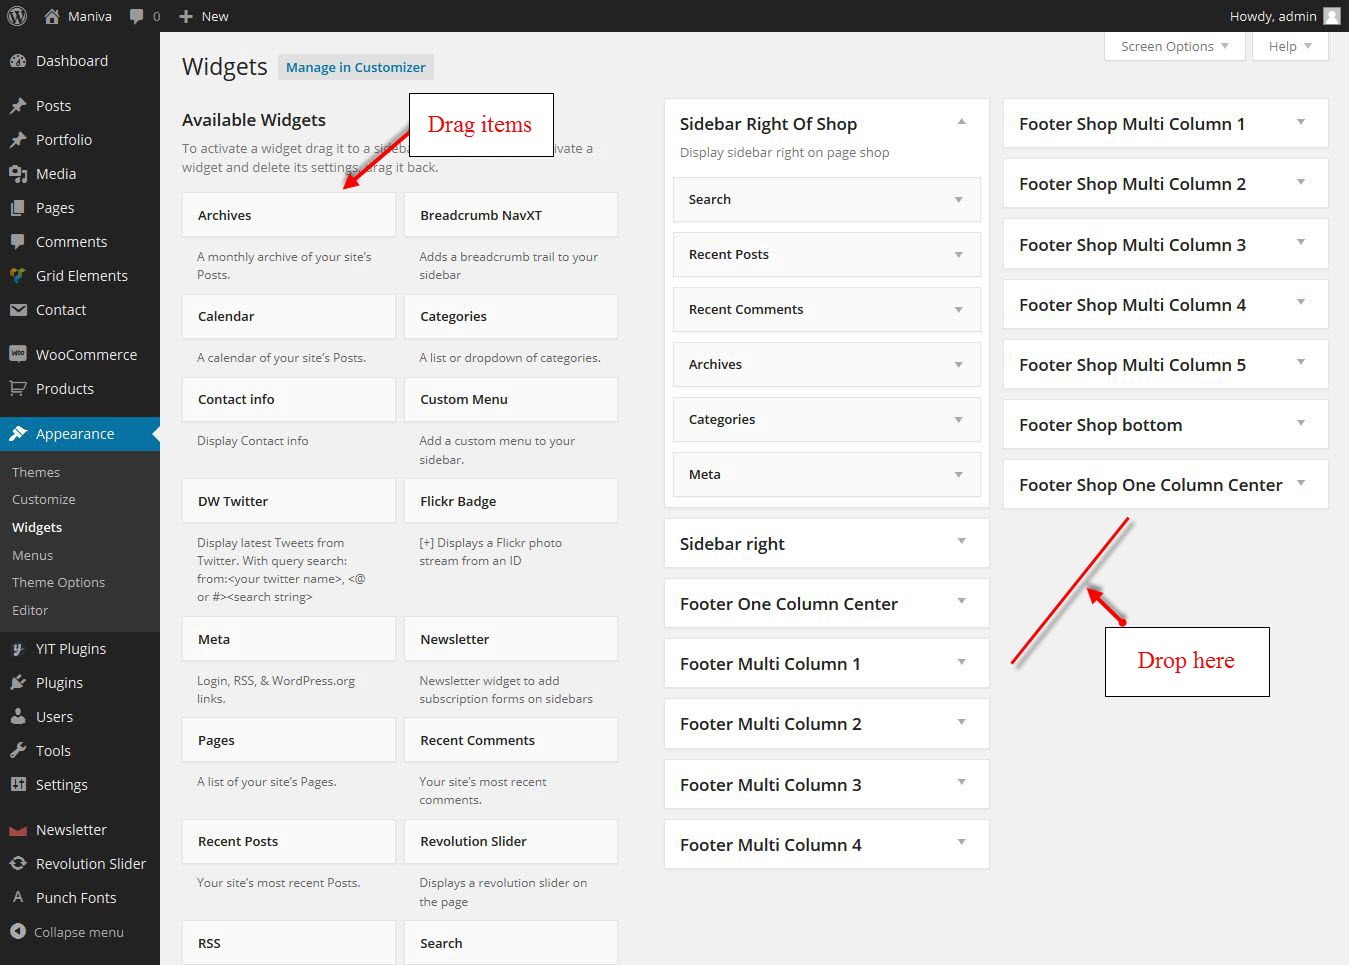 Maniva
0
New
Howdy, admin
Dashboard
Posts
Portfolio
Media
Pages
Comments
Grid Elements
Contact
WOO
WooCommerce
Products
Appearance
Themes
Customize
Widgets
Menus
Theme Options
Editor
YIT Plugins
Plugins
Users
Tools
Settings
Newsletter
Revolution Slider
A
Punch Fonts
Collapse menu
Screen Options
Help
Widgets
Manage in Customizer
Available Widgets
Drag items
To activate a widget drag it to a sideba
ivate a
widget and delete its settings, drag it back.
Archives
A monthly archive of your site's
Posts.
Breadcrumb NavXT
Adds a breadcrumb trail to your
sidebar
Calendar
A calendar of your site's Posts.
Categories
A list or dropdown of categories.
Contact info
Display Contact info
Custom Menu
Add a custom menu to your
sidebar.
DW Twitter
Display latest Tweets from
Twitter. With query search:
from:<your twitter name>, <@
or #><search string>
Flickr Badge
[+] Displays a Flickr photo
stream from an ID
Meta
Login, RSS, & WordPress.org
links.
Newsletter
Newsletter widget to add
subscription forms on sidebars
Pages
A list of your site's Pages.
Recent Comments
Your site's most recent
comments.
Recent Posts
Your site's most recent Posts.
Revolution Slider
Displays a revolution slider on
the page
RSS
Search
Sidebar Right Of Shop
Display sidebar right on page shop
Search
Recent Posts
Recent Comments
Archives
Categories
Meta
Sidebar right
Footer One Column Center
Footer Multi Column 1
Footer Multi Column 2
Footer Multi Column 3
Footer Multi Column 4
Footer Shop Multi Column 1
Footer Shop Multi Column 2
Footer Shop Multi Column 3
Footer Shop Multi Column 4
Footer Shop Multi Column 5
Footer Shop bottom
Footer Shop One Column Center
Drop here